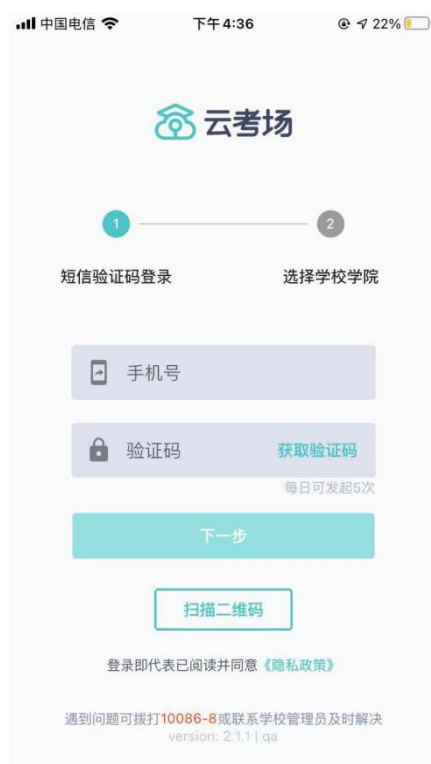 中国电信 下午4:36 22%
云考场
1 2
短信验证码登录 选择学校学院
手机号
验证码 获取验证码
每日可发起5次
下一步
扫描二维码
登录即代表已阅读并同意《隐私政策》
遇到问题可拨打10086-8或联系学校管理员及时解决
version: 2.1.1 | qa